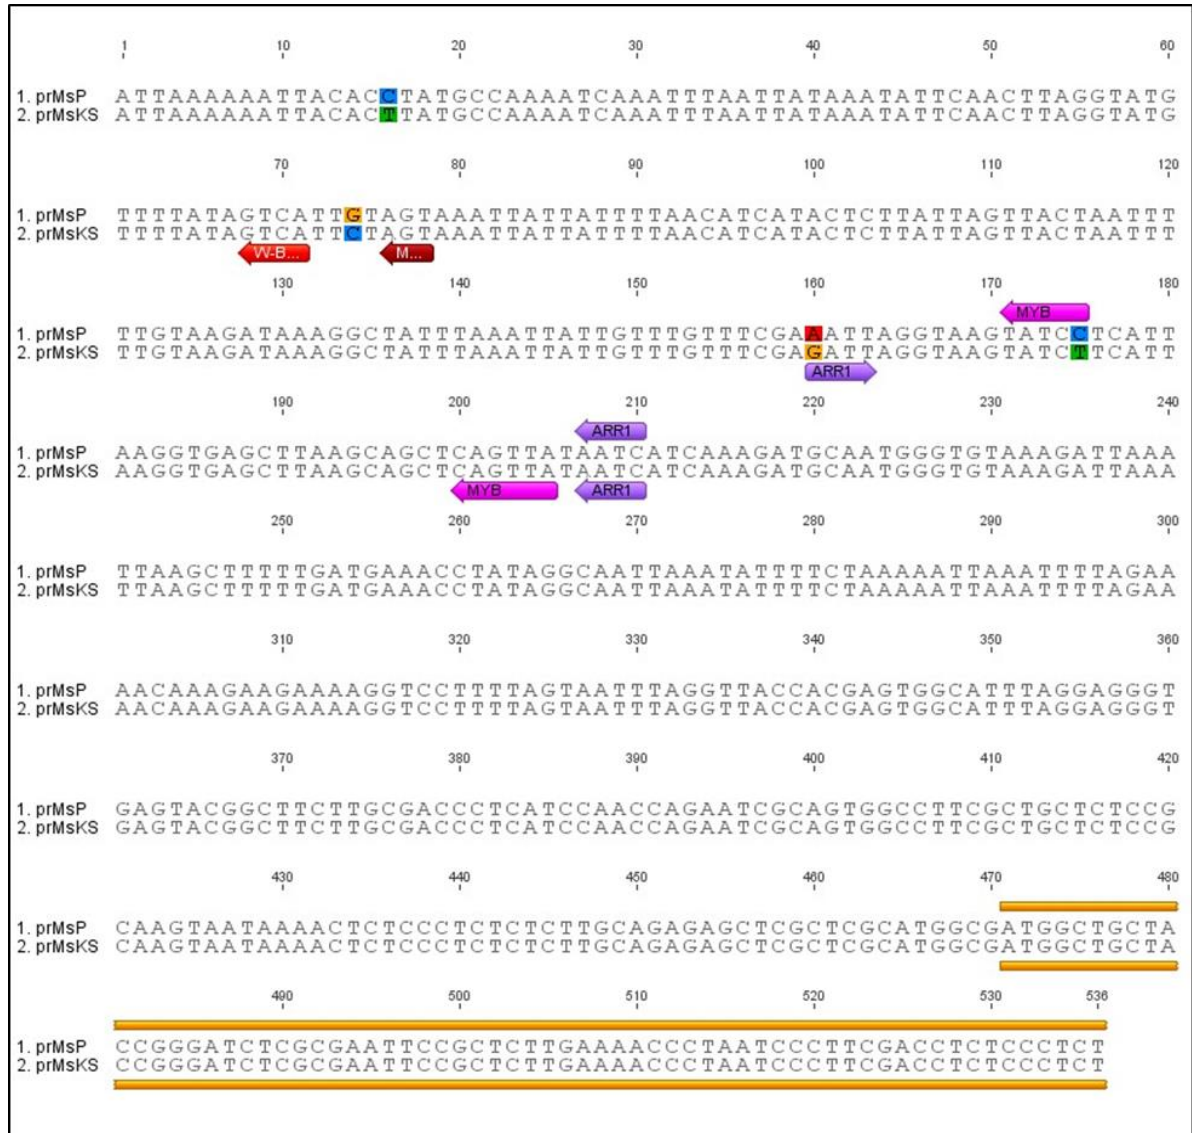 1 10 20 30 40 50 60
1. prMsP ATTAAAAAATTACACCTATGCCAAAATCAAATTTAATTATAAATATTCAACTTAGGTATG
2. prMsKS ATTAAAAAATTACACTTATGCCAAAATCAAATTTAATTATAAATATTCAACTTAGGTATG
70 80 90 100 110 120
1. prMsP TTTTATAGTCATTGTAGTAAATTATTATTTTAACATCATACTCTTATTAGTTACTAATTT
2. prMsKS TTTTATAGTCATTCTAGTAAATTATTATTTTAACATCATACTCTTATTAGTTACTAATTT
W-B... M...
130 140 150 160 170 180
MYB
1. prMsP TTGTAAGATAAAGGCTATTTAAATTATTGTTTGTTTCGAAATTAGGTAAGTATCCTCATT
2. prMsKS TTGTAAGATAAAGGCTATTTAAATTATTGTTTGTTTCGAGATTAGGTAAGTATCTTCATT
ARR1
190 200 210 220 230 240
ARR1
1. prMsP AAGGTGAGCTTAAGCAGCTCAGTTATAATCATCAAAGATGCAATGGGTGTAAAGATTAAA
2. prMsKS AAGGTGAGCTTAAGCAGCTCAGTTATAATCATCAAAGATGCAATGGGTGTAAAGATTAAA
MYB ARR1
250 260 270 280 290 300
1. prMsP TTAAGCTTTTTGATGAAACCTATAGGCAATTAAATATTTTCTAAAAATTAAATTTTAGAA
2. prMsKS TTAAGCTTTTTGATGAAACCTATAGGCAATTAAATATTTTCTAAAAATTAAATTTTAGAA
310 320 330 340 350 360
1. prMsP AACAAAGAAGAAAAGGTCCTTTTAGTAATTTAGGTTACCACGAGTGGCATTTAGGAGGGT
2. prMsKS AACAAAGAAGAAAAGGTCCTTTTAGTAATTTAGGTTACCACGAGTGGCATTTAGGAGGGT
370 380 390 400 410 420
1. prMsP GAGTACGGCTTCTTGCGACCCTCATCCAACCAGAATCGCAGTGGCCTTCGCTGCTCTCCG
2. prMsKS GAGTACGGCTTCTTGCGACCCTCATCCAACCAGAATCGCAGTGGCCTTCGCTGCTCTCCG
430 440 450 460 470 480
1. prMsP CAAGTAATAAAACTCTCCCTCTCTCTTGCAGAGAGCTCGCTCGCATGGCGATGGCTGCTA
2. prMsKS CAAGTAATAAAACTCTCCCTCTCTCTTGCAGAGAGCTCGCTCGCATGGCGATGGCTGCTA
490 500 510 520 530 536
1. prMsP CCGGGATCTCGCGAATTCCGCTCTTGAAAACCCTAATCCCTTCGACCTCTCCCTCT
2. prMsKS CCGGGATCTCGCGAATTCCGCTCTTGAAAACCCTAATCCCTTCGACCTCTCCCTCT